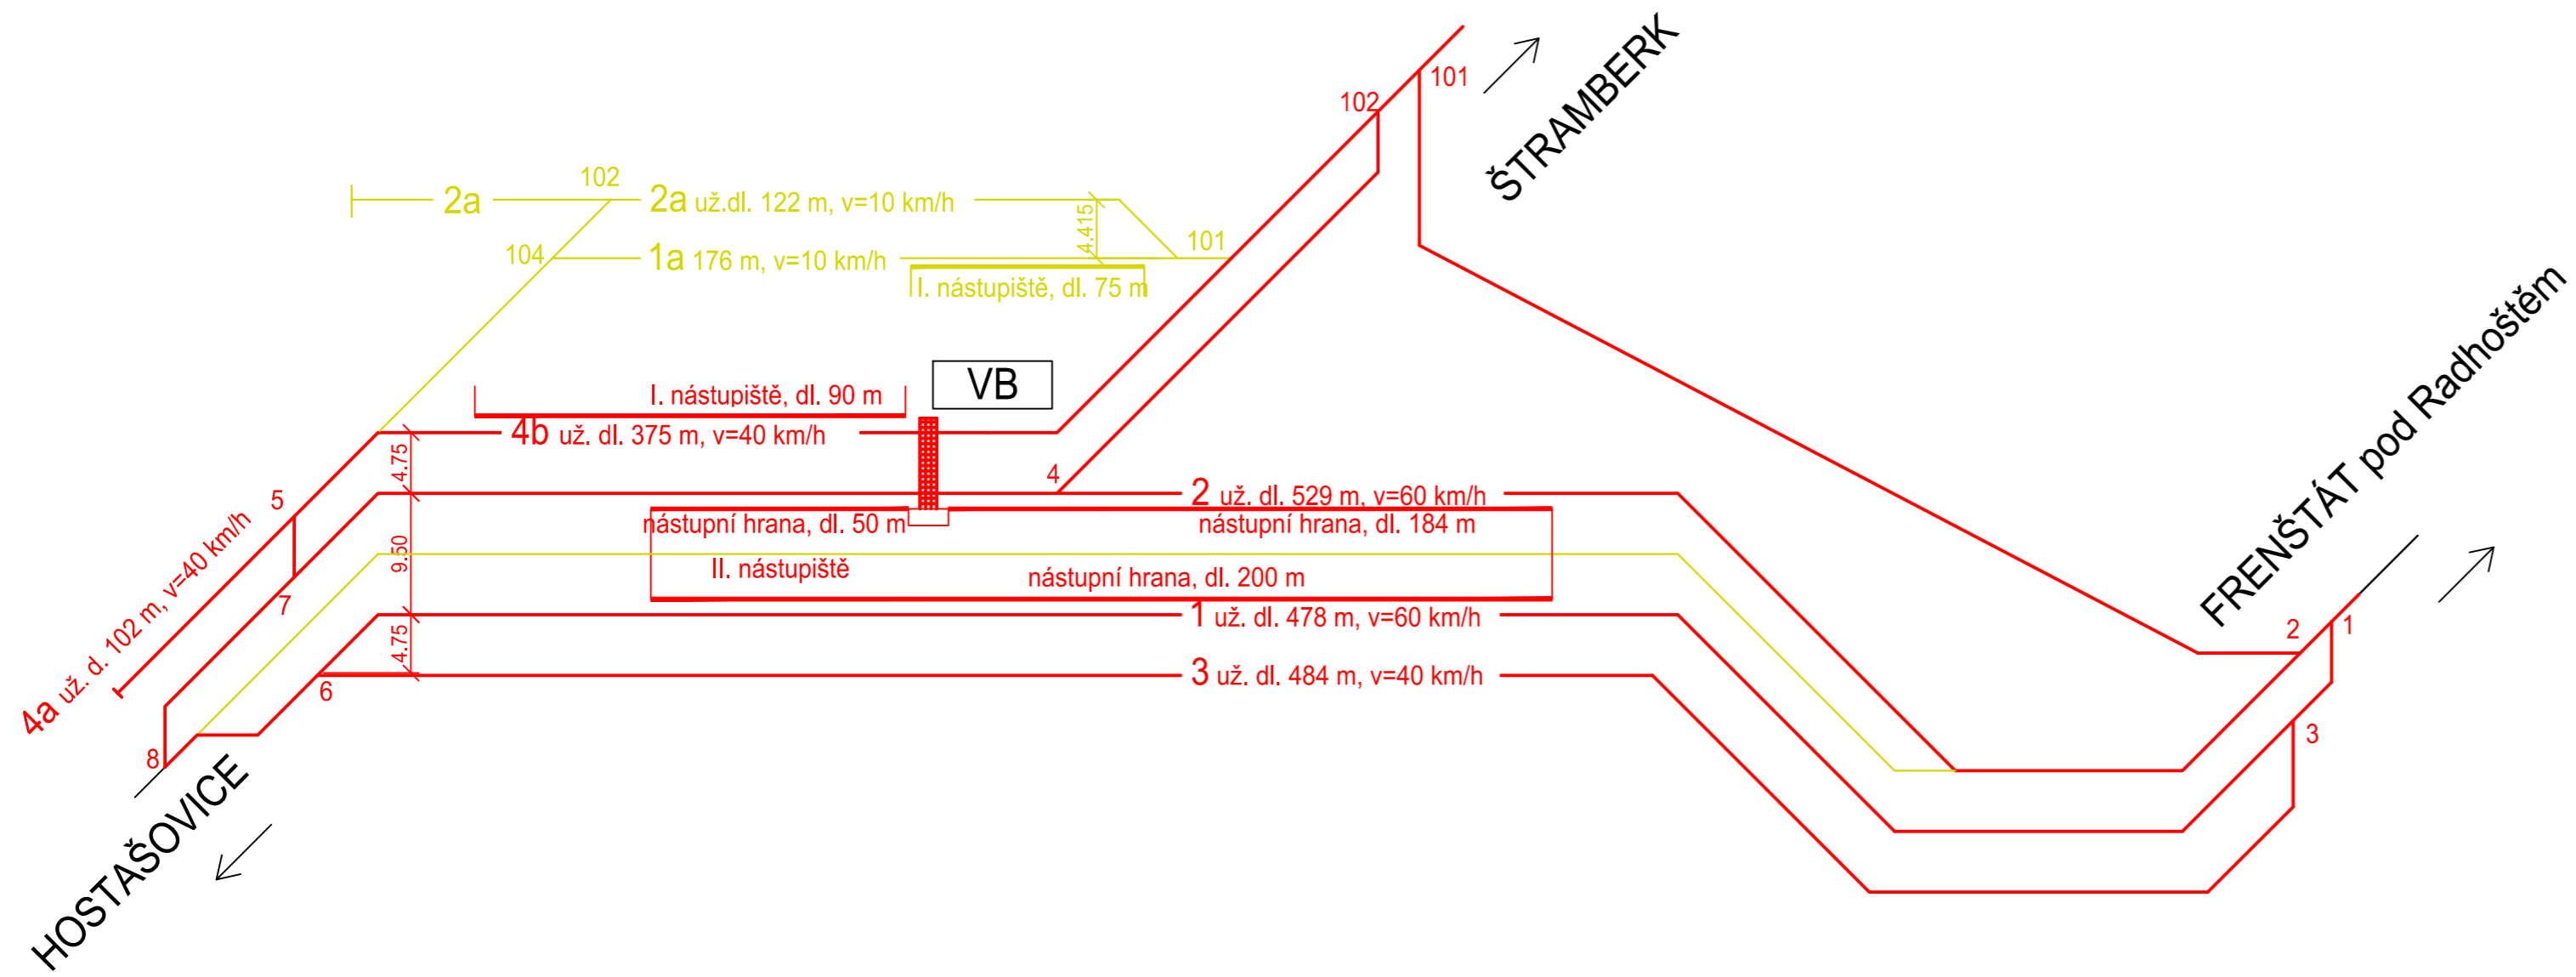 101
ŠTRAMBERK
102
102
2a
2a už.dl. 122 m, v=10 km/h
4.415
104
1a 176 m, v=10 km/h
101
I. nástupiště, dl. 75 m
FRENŠTÁT pod Radhoštěm
VB
I. nástupiště, dl. 90 m
4b už. dl. 375 m, v=40 km/h
4.75
4
5
2 už. dl. 529 m, v=60 km/h
nástupní hrana, dl. 50 m
nástupní hrana, dl. 184 m
9.50
II. nástupiště
nástupní hrana, dl. 200 m
7
1 už. dl. 478 m, v=60 km/h
2
1
4.75
4a už. d. 102 m, v=40 km/h
6
3 už. dl. 484 m, v=40 km/h
3
8
HOSTAŠOVICE